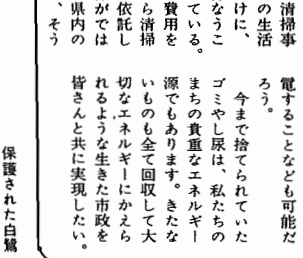 清掃事
の生活
けに、
なうこ
ている。
費用を
ら清掃
依託し
がでは
県内の
、そう
電することなども可能だ
ろう。
今まで捨てられていた
ゴミやし尿は、私たちの
まちの貴重なエネルギー
源でもあります。きたな
いものも全て回収して大
切なエネルギーにかえら
れるような生きた市政を
皆さんと共に実現したい。
保護された白鷺